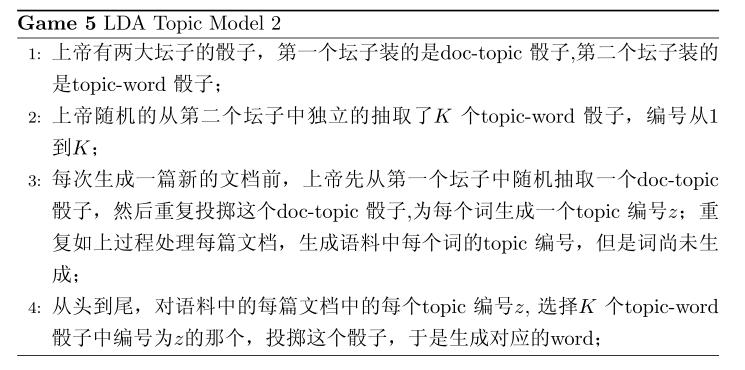 Game 5 LDA Topic Model 2
1: 上帝有两大坛子的骰子，第一个坛子装的是doc-topic 骰子,第二个坛子装的
是topic-word 骰子；
2: 上帝随机的从第二个坛子中独立的抽取了K 个topic-word 骰子，编号从1
到K；
3: 每次生成一篇新的文档前，上帝先从第一个坛子中随机抽取一个doc-topic
骰子，然后重复投掷这个doc-topic 骰子,为每个词生成一个topic 编号z；重
复如上过程处理每篇文档，生成语料中每个词的topic 编号，但是词尚未生
成；
4: 从头到尾，对语料中的每篇文档中的每个topic 编号z, 选择K 个topic-word
骰子中编号为z的那个，投掷这个骰子，于是生成对应的word；